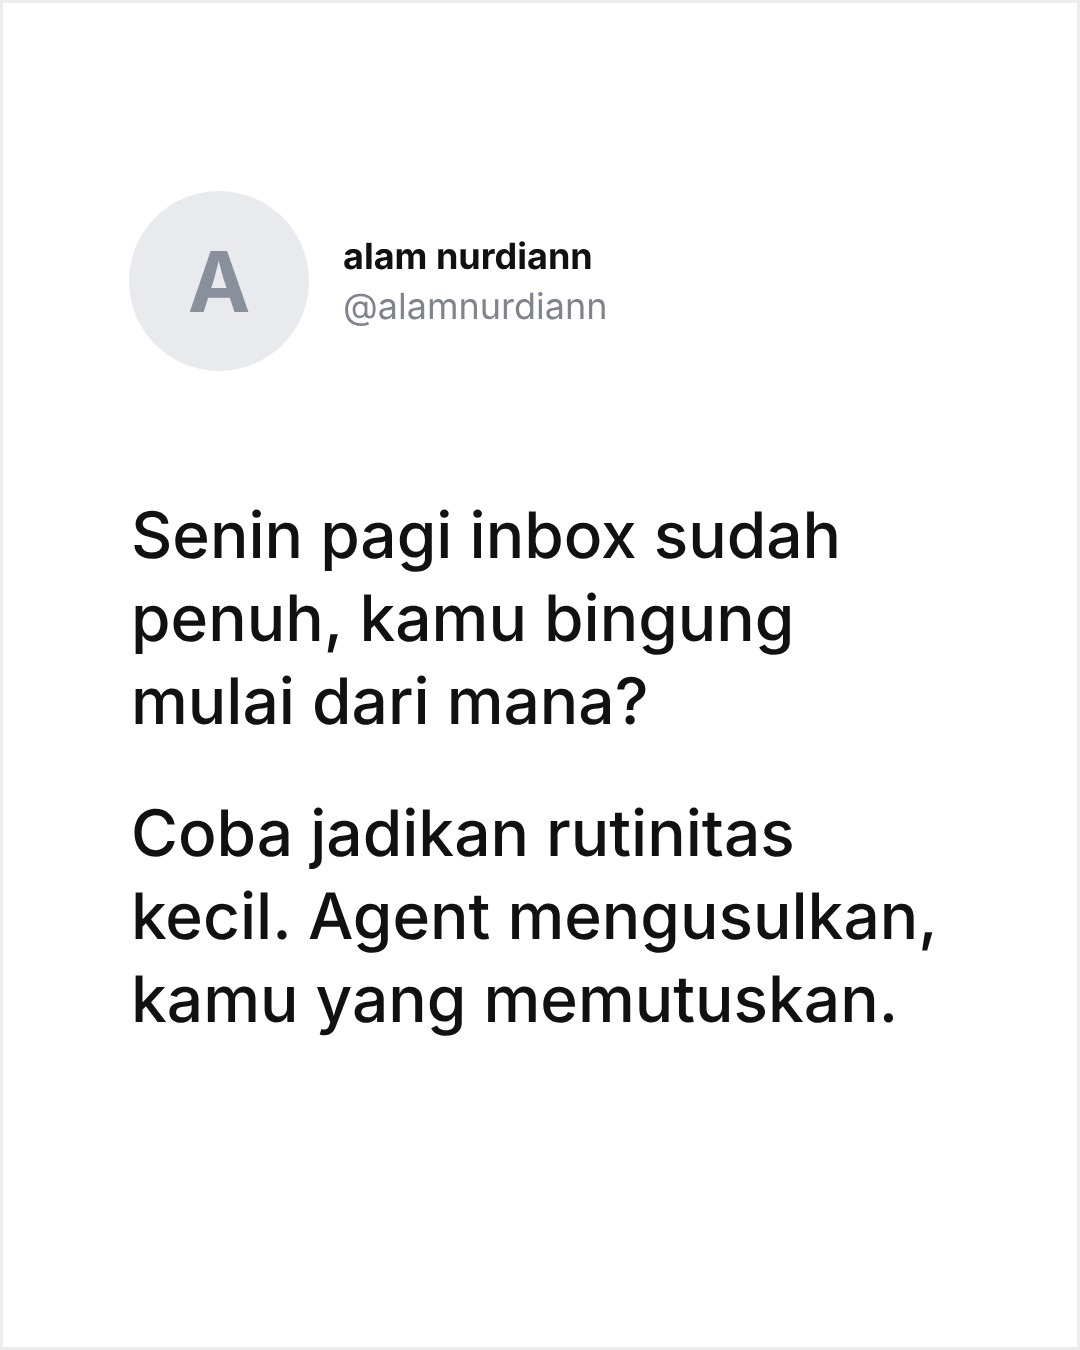 A
alam nurdiann
@alamnurdiann
Senin pagi inbox sudah
penuh, kamu bingung
mulai dari mana?
Coba jadikan rutinitas
kecil. Agent mengusulkan,
kamu yang memutuskan.